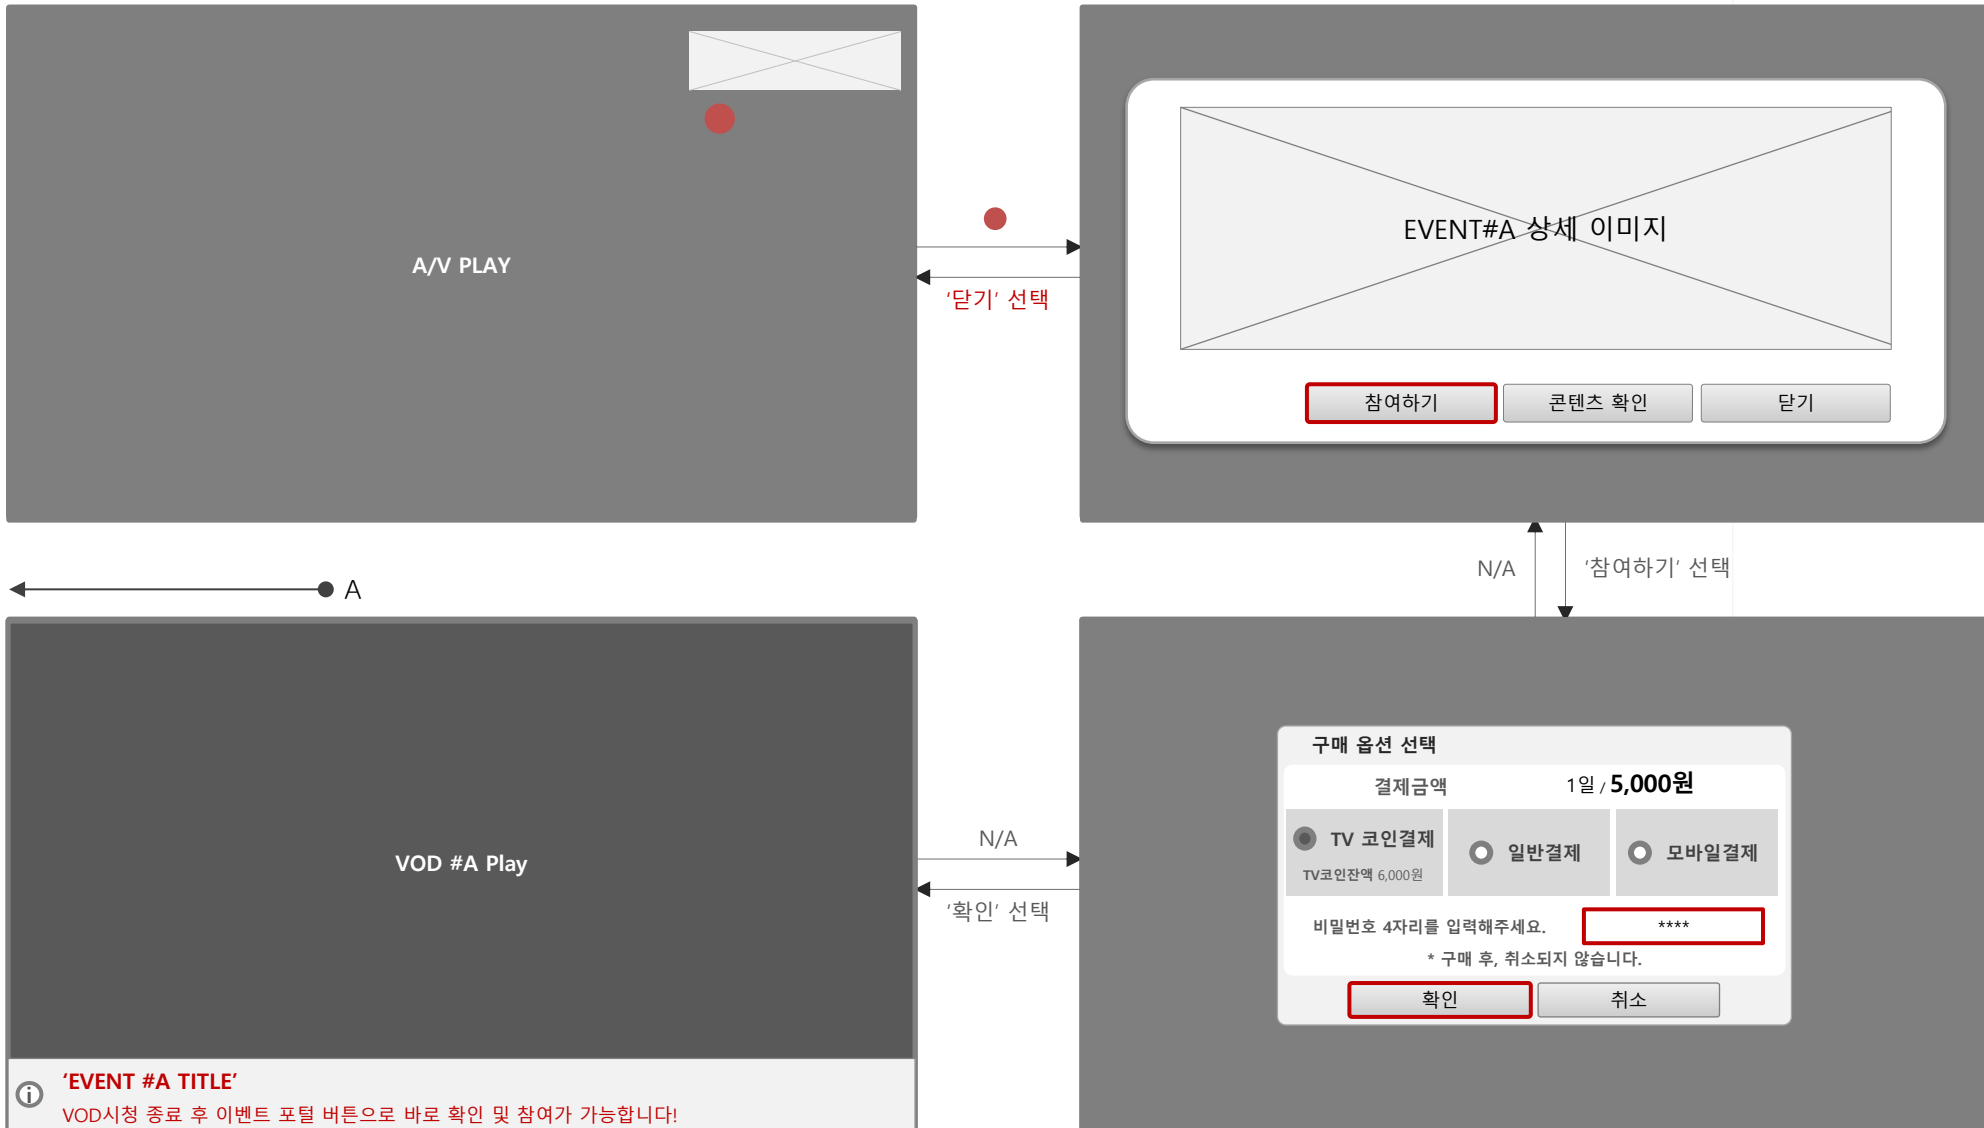 A/V PLAY
'닫기' 선택
EVENT#A 상세 이미지
참여하기
콘텐츠 확인
닫기
N/A
'참여하기' 선택
A
VOD #A Play
'EVENT #A TITLE'
VOD시청 종료 후 이벤트 포털 버튼으로 바로 확인 및 참여가 가능합니다!
N/A
'확인' 선택
구매 옵션 선택
결제금액 1일 / 5,000원
TV 코인결제
TV코인잔액 6,000원
일반결제
모바일결제
비밀번호 4자리를 입력해주세요. ****
* 구매 후, 취소되지 않습니다.
확인
취소